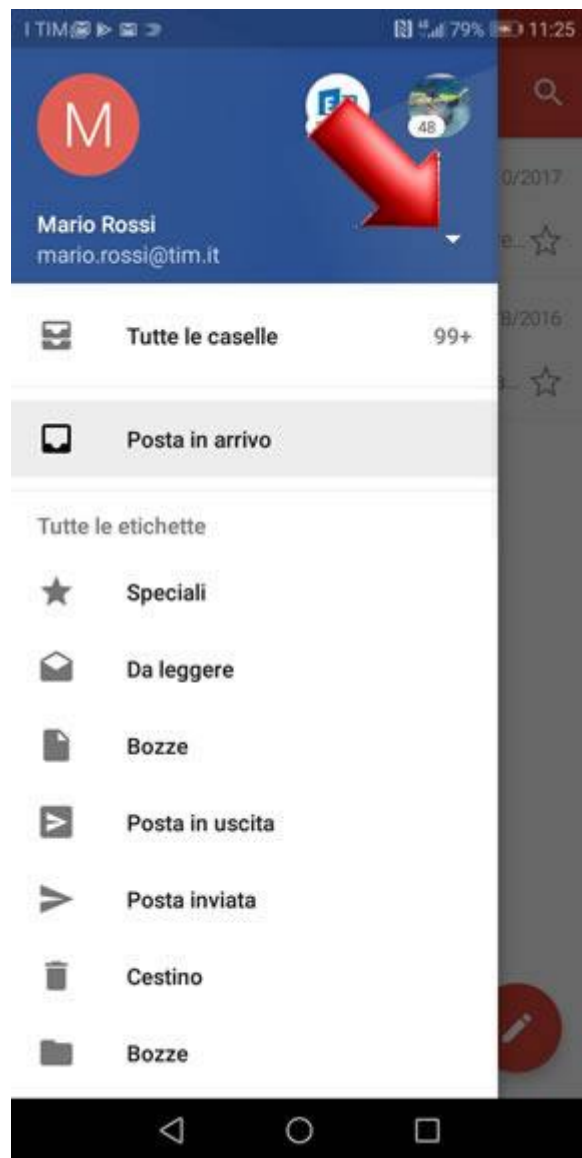 I TIM 79% 11:25
M
E
48
0/2017
Mario Rossi
mario.rossi@tim.it
e...
Tutte le caselle 99+
8/2016
Posta in arrivo
Tutte le etichette
Speciali
Da leggere
Bozze
Posta in uscita
Posta inviata
Cestino
Bozze